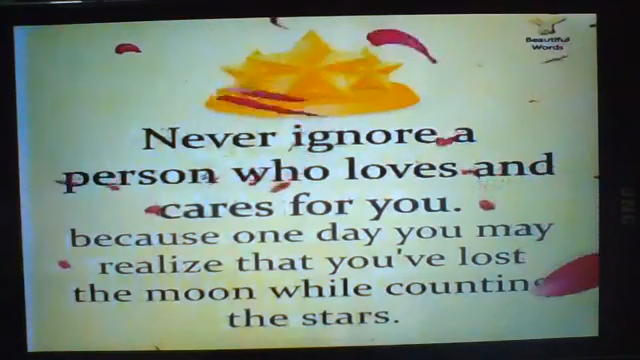 Beautiful
Words
Never ignore a
person who loves and
cares for you.
because one day you may
realize that you've lost
the moon while counting
the stars.